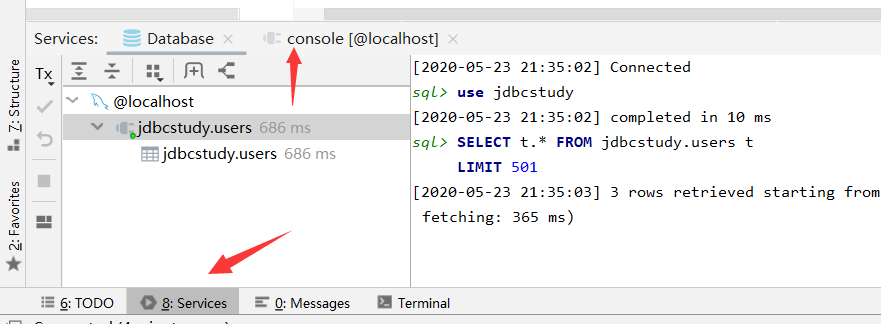 Services: Database × console [@localhost] ×
Tx
@localhost
jdbcstudy.users 686 ms
jdbcstudy.users 686 ms
[2020-05-23 21:35:02] Connected
sql> use jdbcstudy
[2020-05-23 21:35:02] completed in 10 ms
sql> SELECT t.* FROM jdbcstudy.users t
LIMIT 501
[2020-05-23 21:35:03] 3 rows retrieved starting from
fetching: 365 ms)
7: Structure
2: Favorites
6: TODO 8: Services 0: Messages Terminal